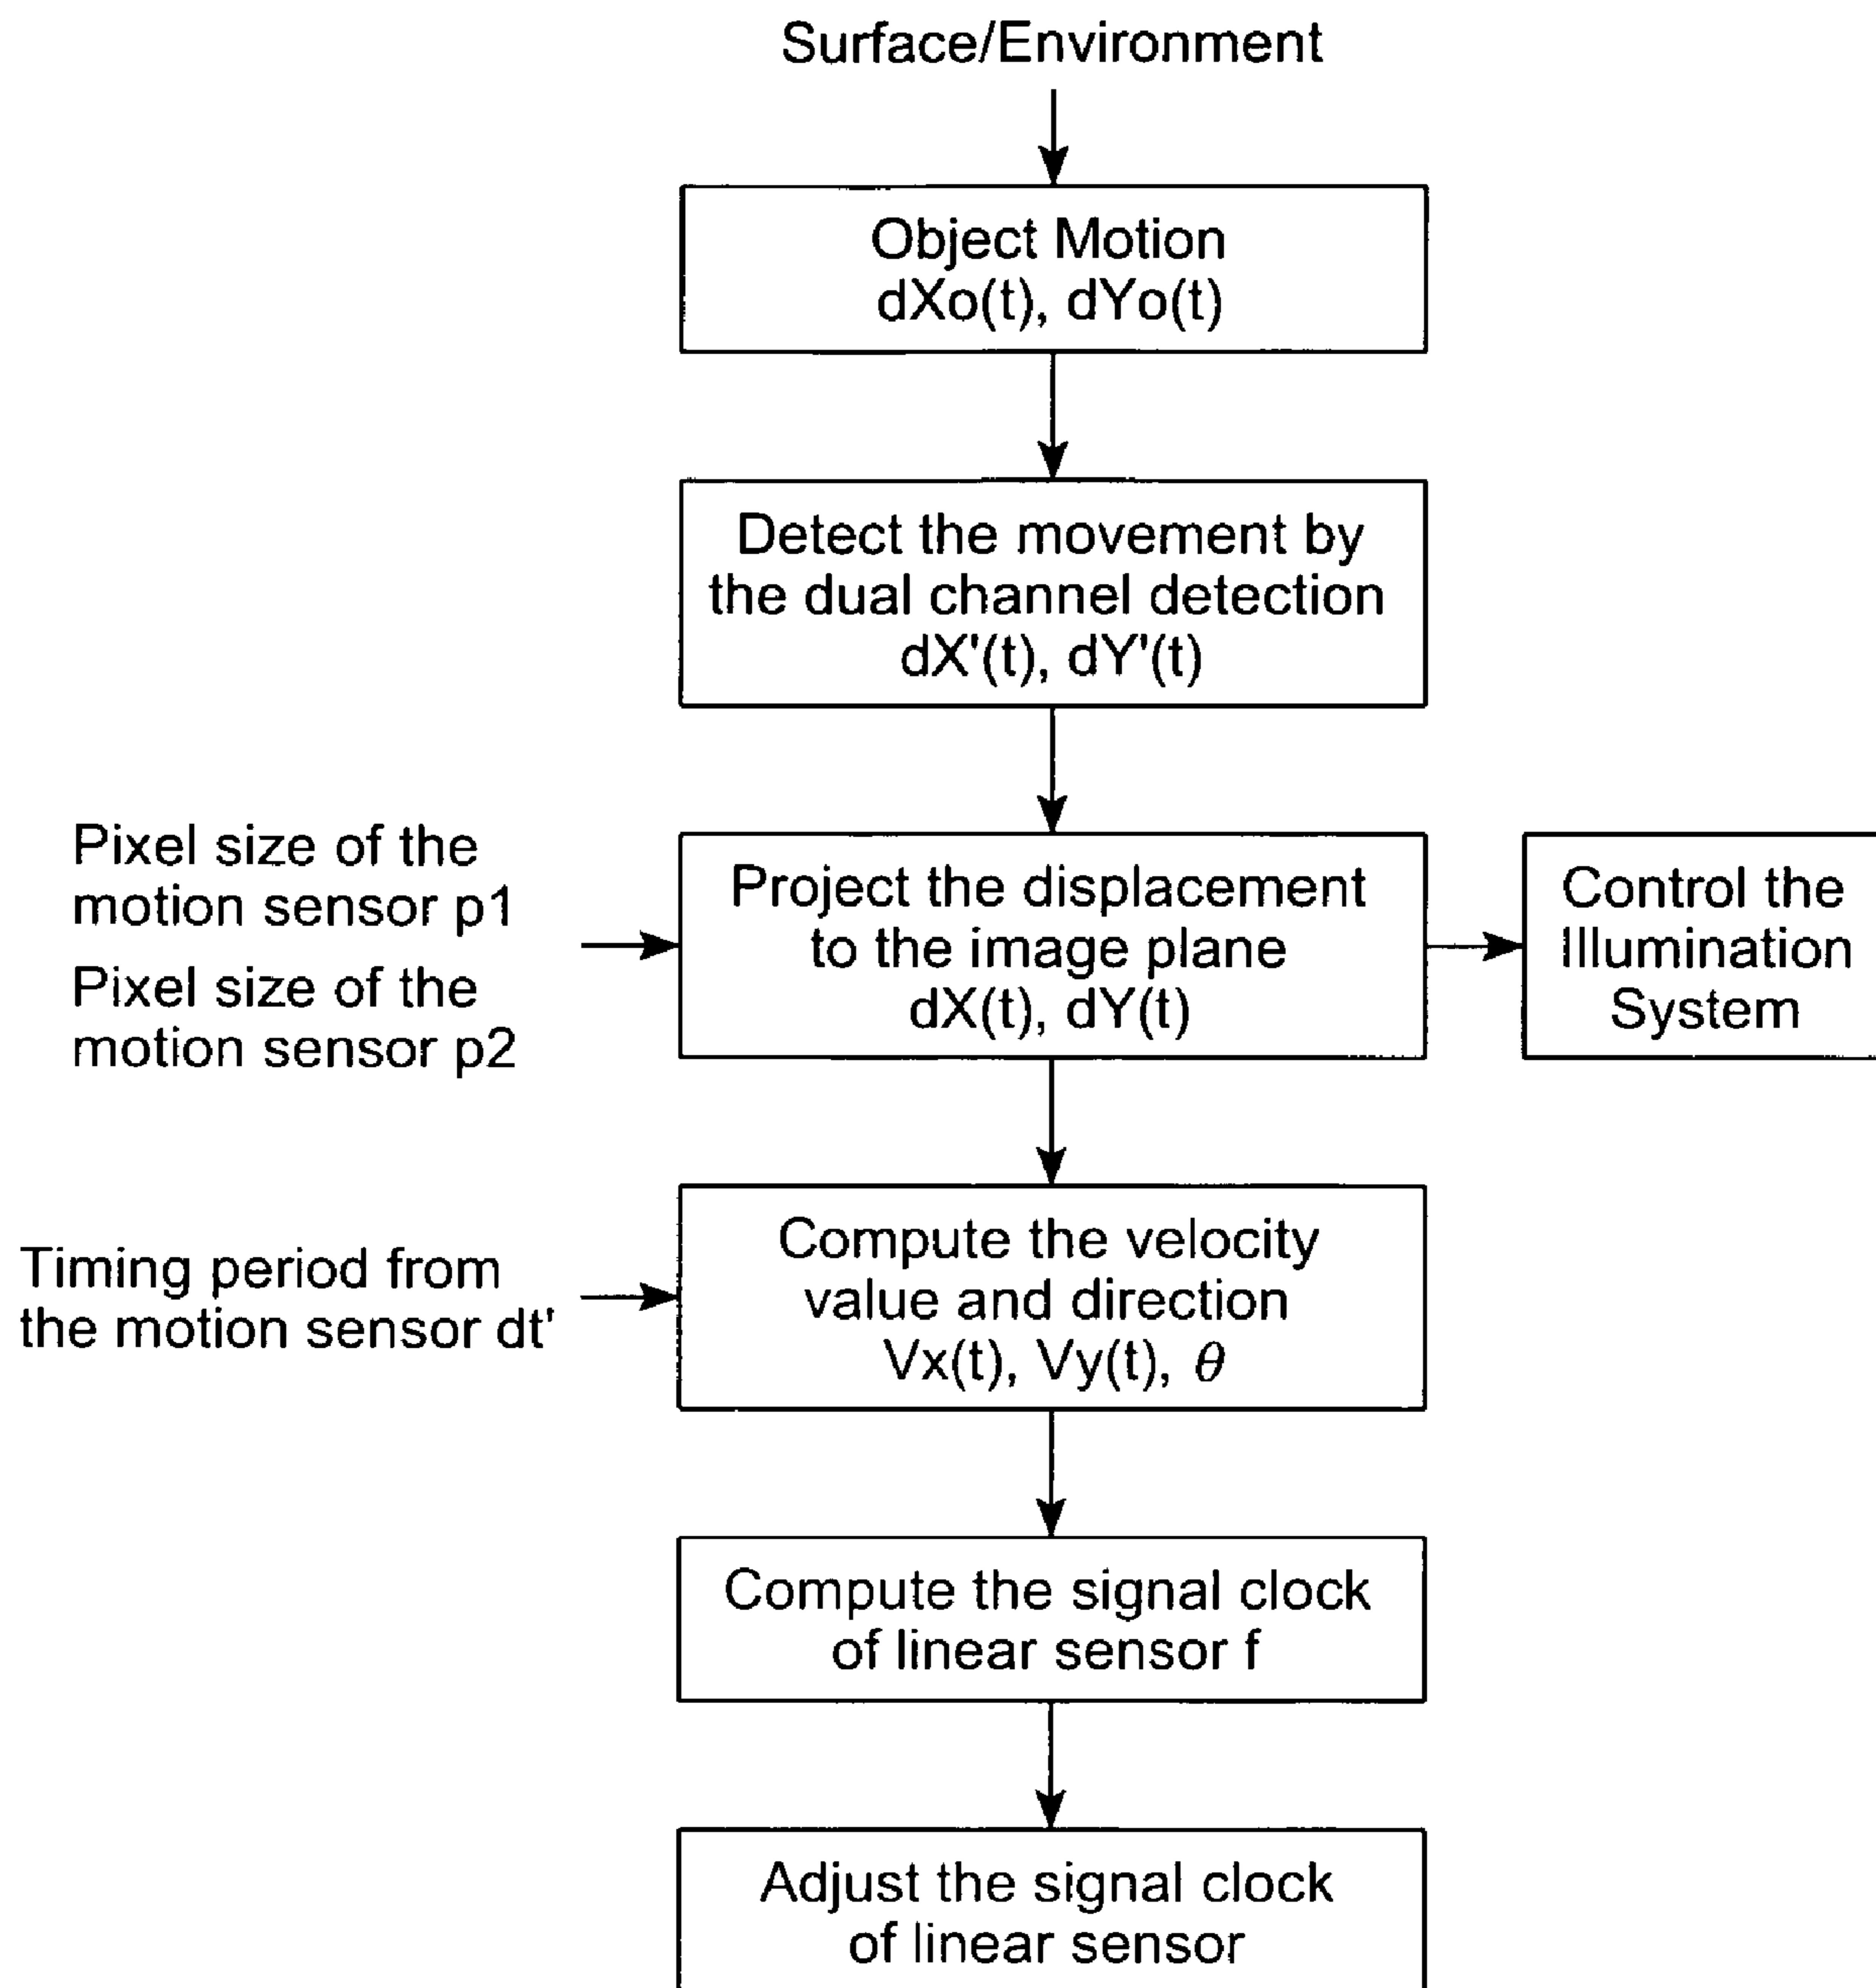 Surface/Environment
Object Motion
dXo(t), dYo(t)
Detect the movement by
the dual channel detection
dX'(t), dY'(t)
Pixel size of the
motion sensor p1
Pixel size of the
motion sensor p2
Project the displacement
to the image plane
dX(t), dY(t)
Control the
Illumination
System
Timing period from
the motion sensor dt'
Compute the velocity
value and direction
Vx(t), Vy(t), θ
Compute the signal clock
of linear sensor f
Adjust the signal clock
of linear sensor